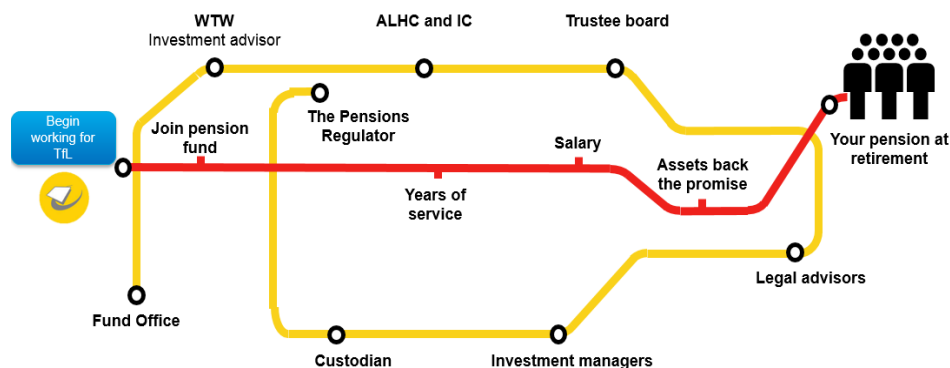 WTW
Investment advisor
ALHC and IC
Trustee board
Begin
working for
TfL
Join pension
fund
The Pensions
Regulator
Salary
Your pension at
retirement
Years of
service
Assets back
the promise
Fund Office
Legal advisors
Custodian
Investment managers